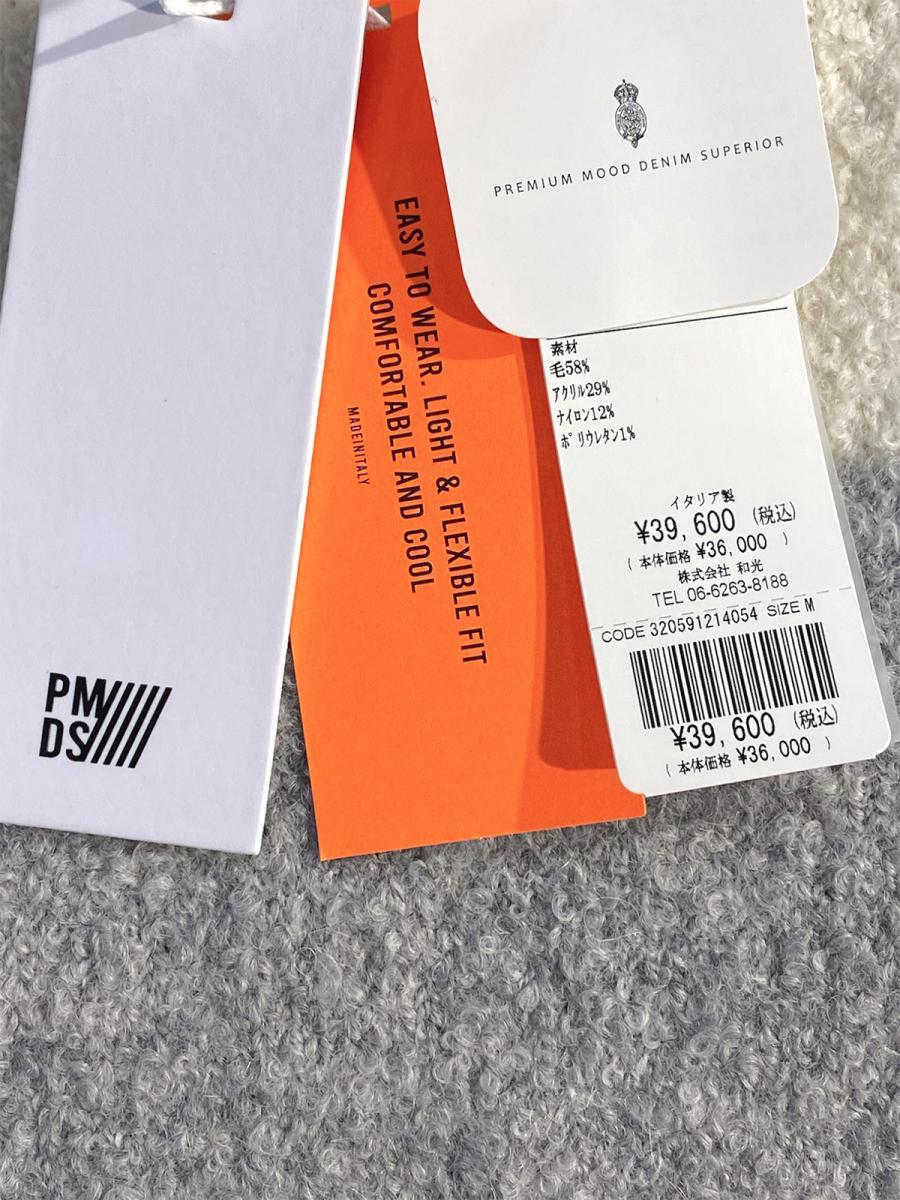 PREMIUM MOOD DENIM SUPERIOR
EASY TO WEAR. LIGHT & FLEXIBLE FIT
COMFORTABLE AND COOL
MADEINITALY
PM
DS
素材
毛58%
アクリル29%
ナイロン12%
ポリウレタン1%
イタリア製
¥39,600 (税込)
(本体価格 ¥36,000 )
株式会社 和光
TEL 06-6263-8188
CODE 320591214054 SIZE M
¥39,600 (税込)
(本体価格 ¥36,000 )